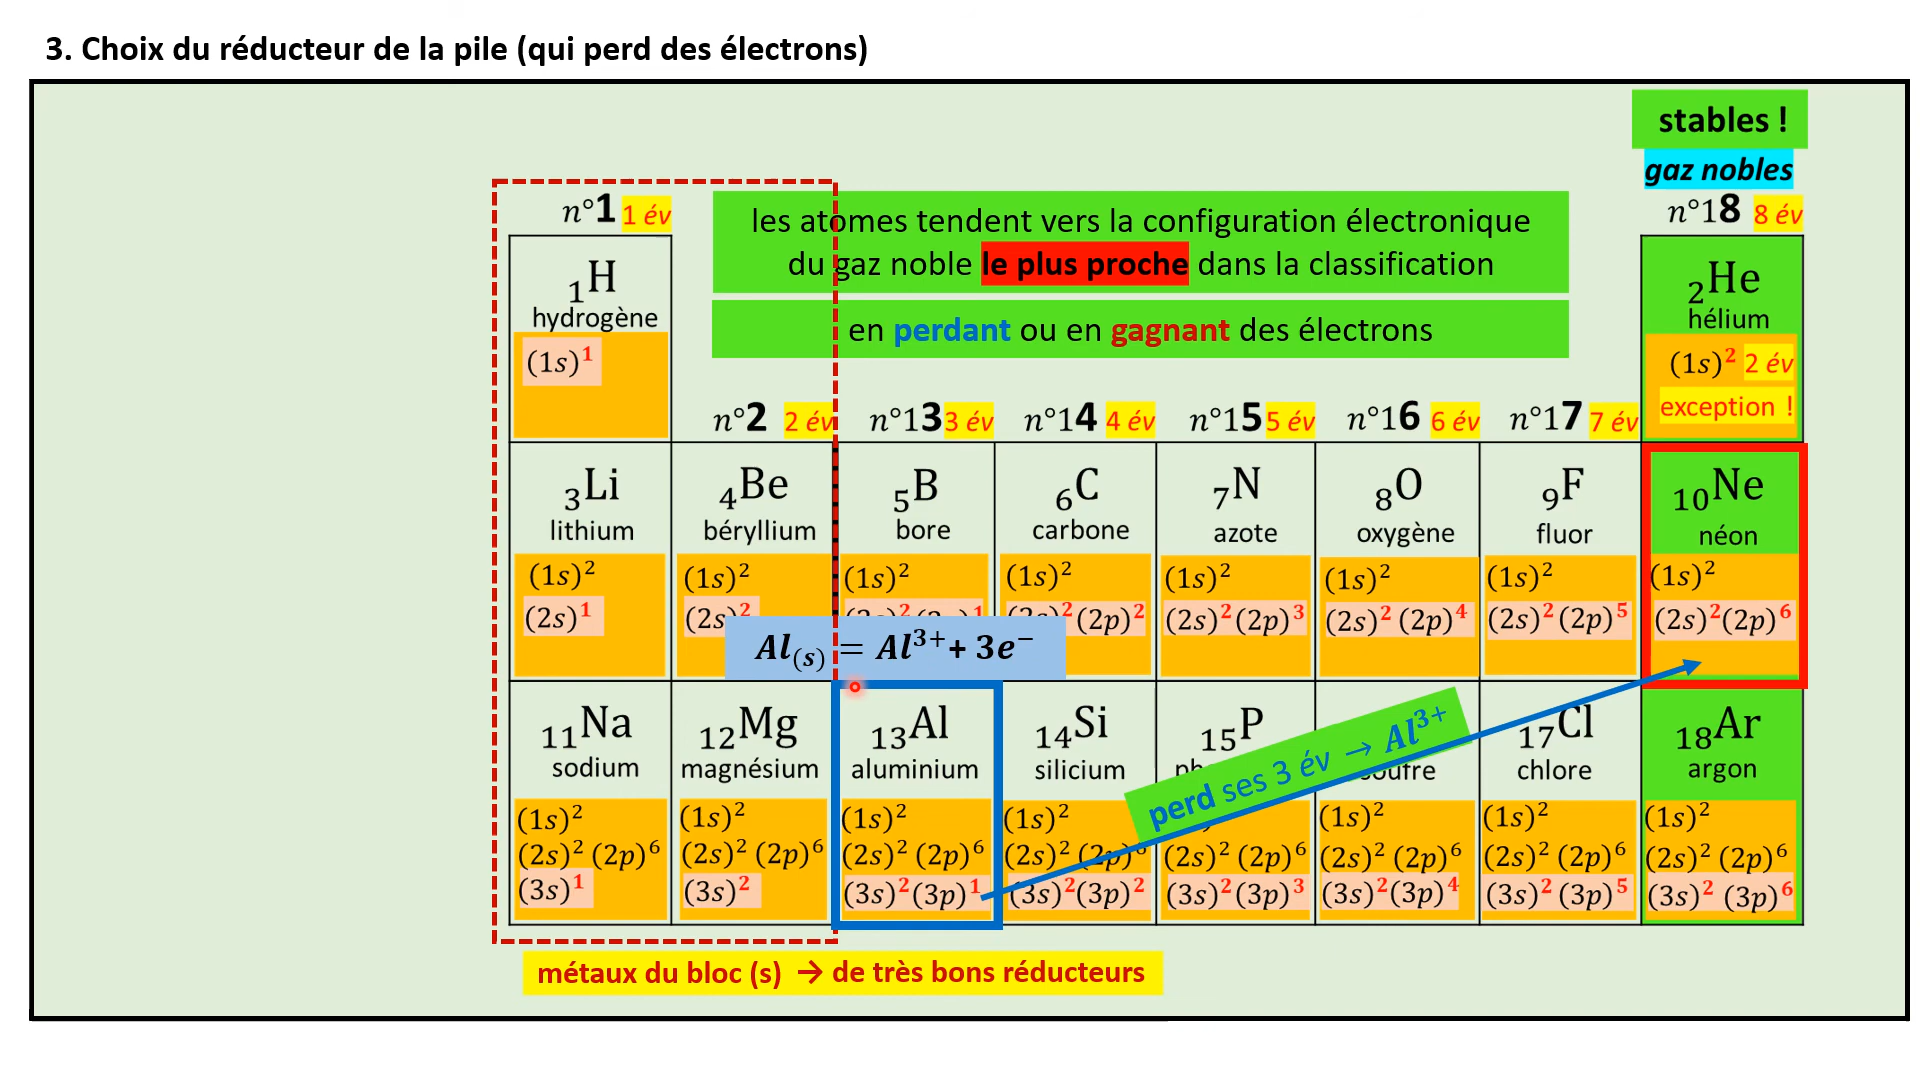 3. Choix du réducteur de la pile (qui perd des électrons)
stables !
gaz nobles
n°1 1 év
les atomes tendent vers la configuration électronique
du gaz noble le plus proche dans la classification
en perdant ou en gagnant des électrons
n°18 8 év
₁H
hydrogène
(1s)¹
₂He
hélium
(1s)² 2 év
exception !
n°2 2 év
n°13 3 év
n°14 4 év
n°15 5 év
n°16 6 év
n°17 7 év
₃Li
lithium
(1s)²
(2s)¹
₄Be
béryllium
(1s)²
(2s)²
₅B
bore
(1s)²
₆C
carbone
(1s)²
(2p)²
₇N
azote
(1s)²
(2s)² (2p)³
₈O
oxygène
(1s)²
(2s)² (2p)⁴
₉F
fluor
(1s)²
(2s)² (2p)⁵
₁₀Ne
néon
(1s)²
(2s)² (2p)⁶
Al₍s₎ = Al³⁺ + 3e⁻
₁₁Na
sodium
(1s)²
(2s)² (2p)⁶
(3s)¹
₁₂Mg
magnésium
(1s)²
(2s)² (2p)⁶
(3s)²
₁₃Al
aluminium
(1s)²
(2s)² (2p)⁶
(3s)² (3p)¹
₁₄Si
silicium
(1s)²
(2s)² (2p)⁶
(3s)² (3p)²
₁₅P
(2s)² (2p)⁶
(3s)² (3p)³
perd ses 3 év → Al³⁺
(1s)²
(2s)² (2p)⁶
(3s)² (3p)⁴
₁₇Cl
chlore
(1s)²
(2s)² (2p)⁶
(3s)² (3p)⁵
₁₈Ar
argon
(1s)²
(2s)² (2p)⁶
(3s)² (3p)⁶
métaux du bloc (s) → de très bons réducteurs